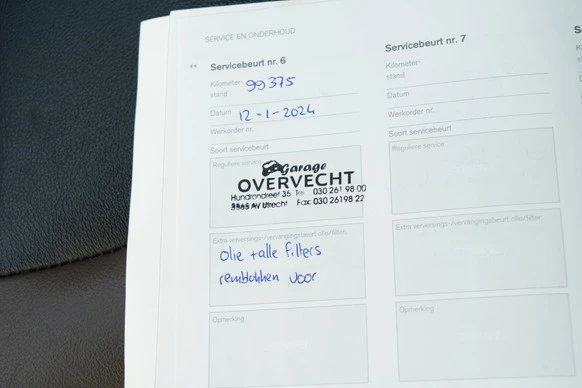 SERVICE EN ONDERHOUD
Servicebeurt nr. 6
Kilometer-
stand 99375
Datum 12-1-2024
Werkorder nr.
Soort servicebeurt
Reguliere service
Garage
OVERVECHT
Hundrondreef 35 Tel 030 261 98 00
AV Utrecht Fax: 030 26198 22
Extra verversings-/vervangingsbeurt olie/filter.
Olie + alle filters
remblokken voor
Opmerking
Servicebeurt nr. 7
Kilometer-
stand
Datum
Werkorder nr.
Soort servicebeurt
Reguliere service
Extra verversings-/vervangingsbeurt olie/filter.
Opmerking
S